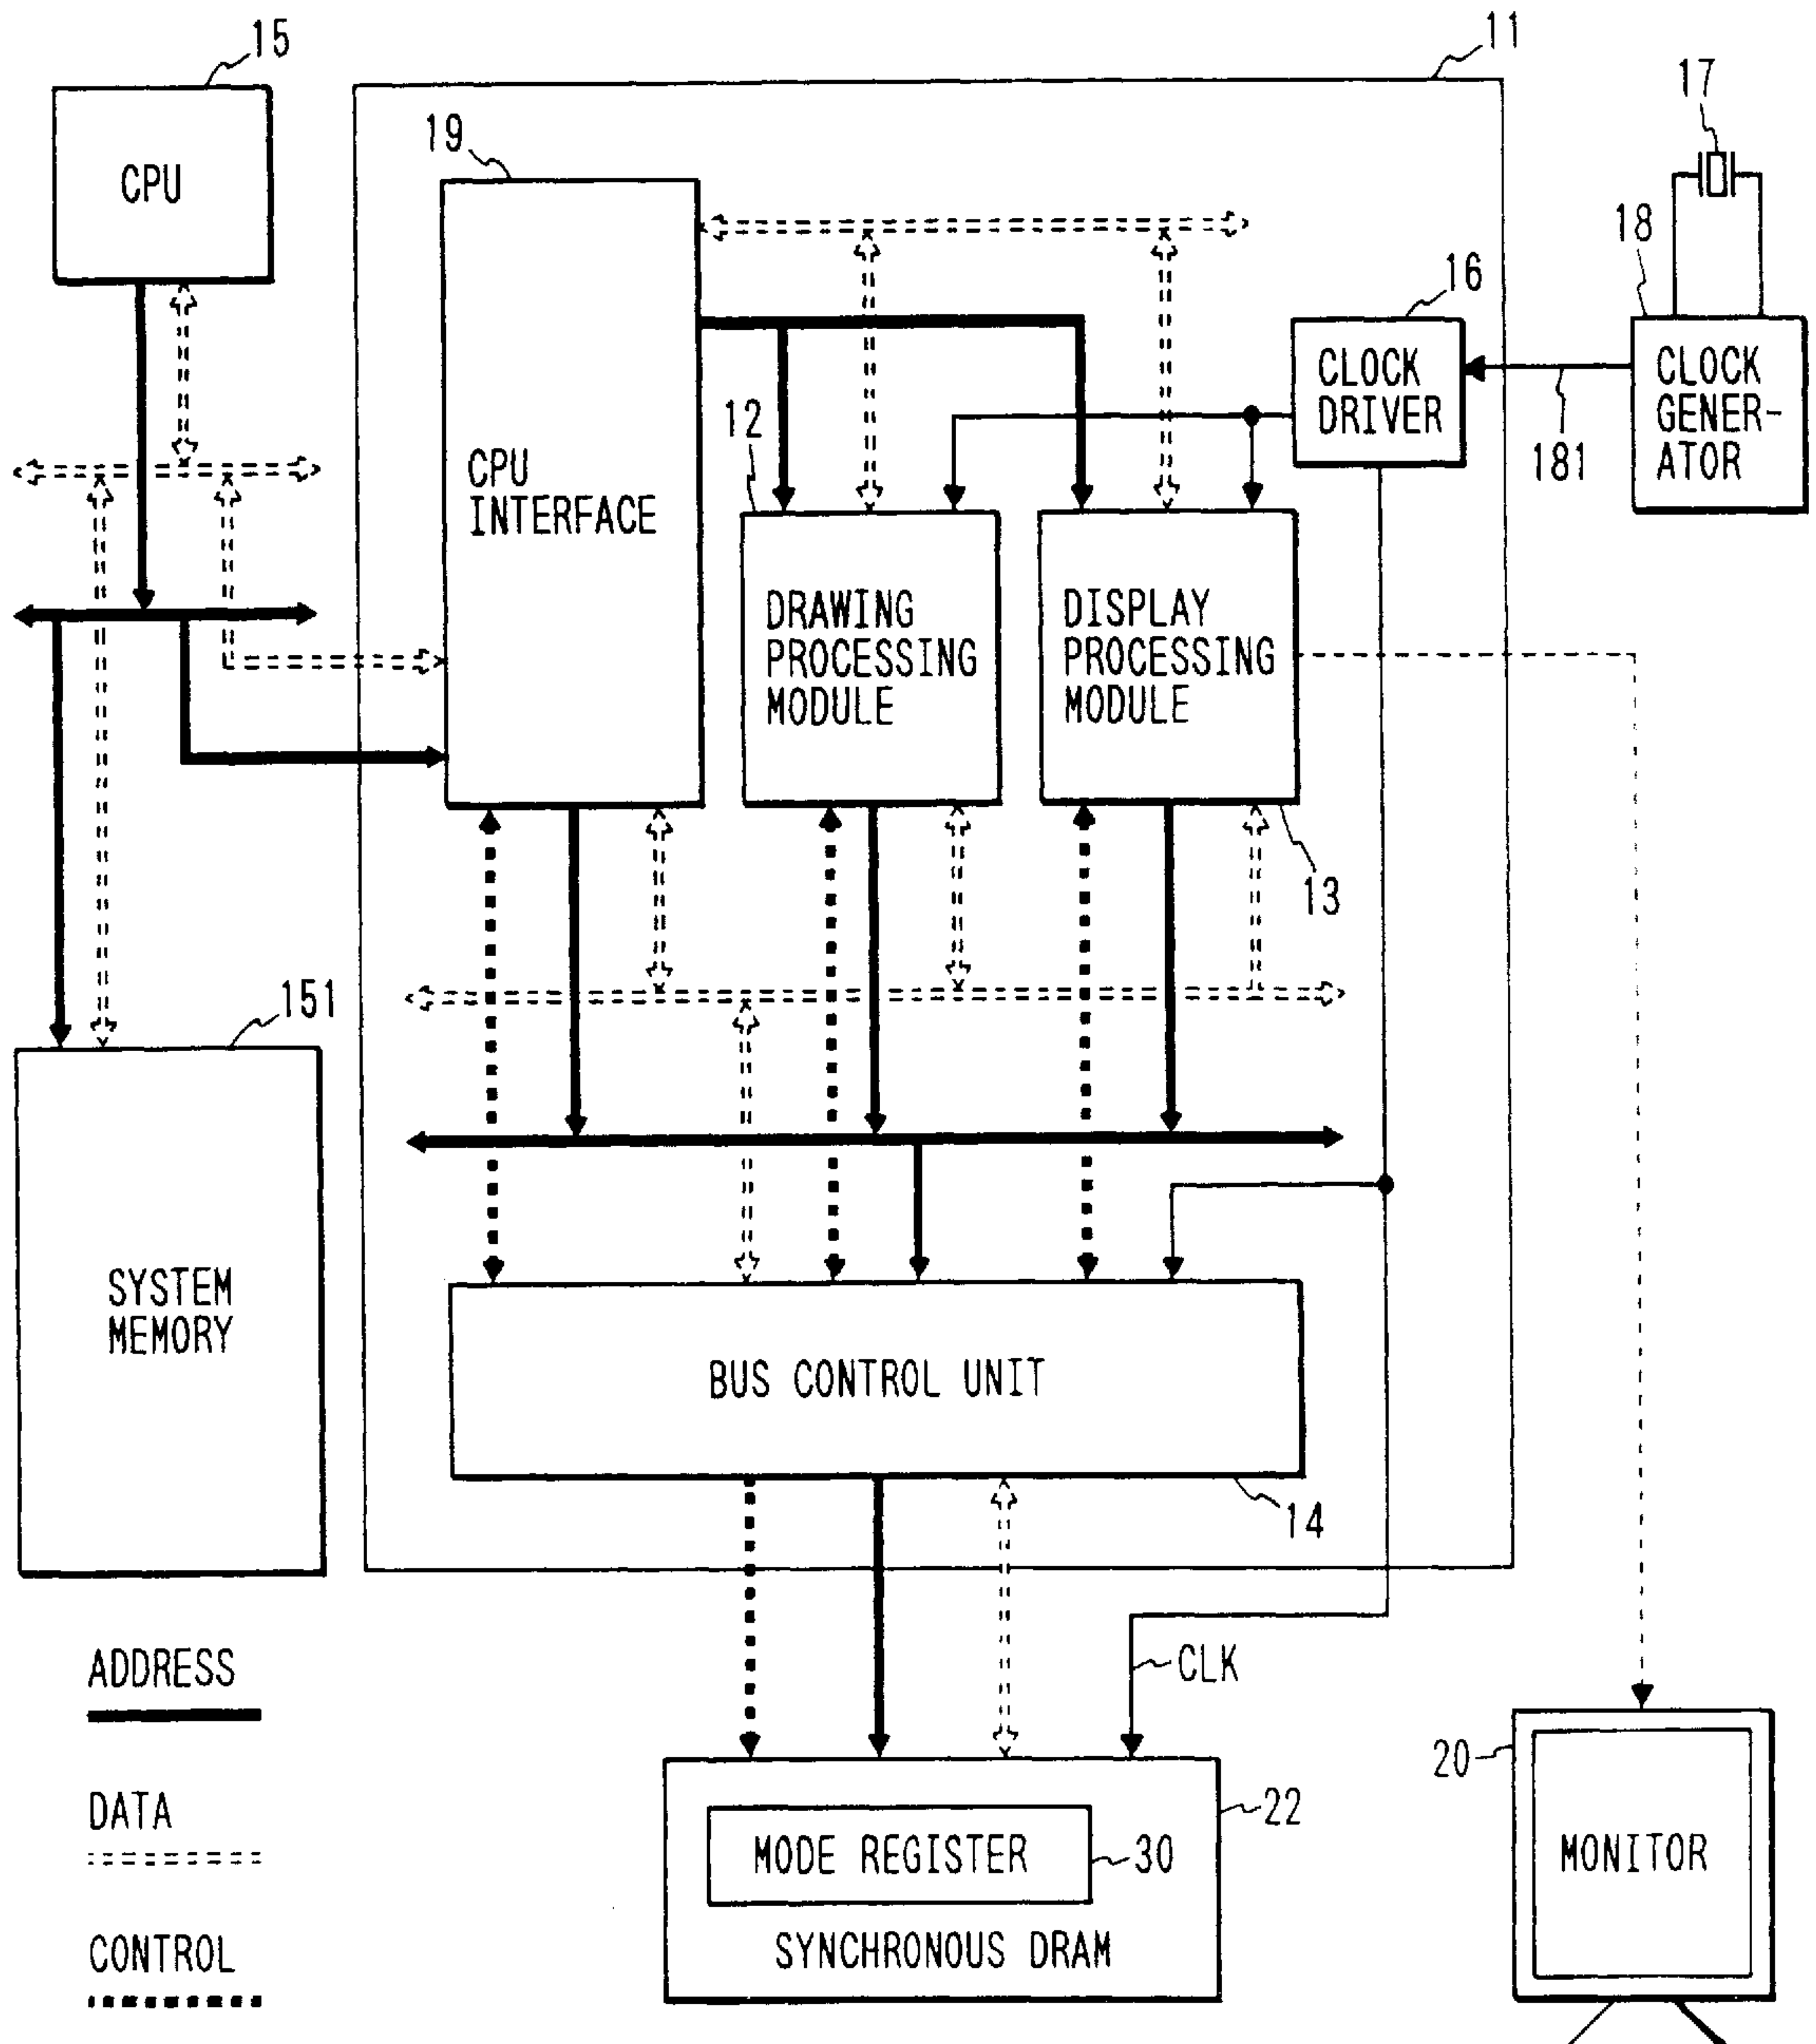 15
11
17
19
CPU
18
16
CLOCK
DRIVER
CLOCK
GENER-
ATOR
12
181
CPU
INTERFACE
DRAWING
PROCESSING
MODULE
DISPLAY
PROCESSING
MODULE
13
151
SYSTEM
MEMORY
BUS CONTROL UNIT
14
ADDRESS
CLK
20
DATA
22
MODE REGISTER
30
MONITOR
CONTROL
SYNCHRONOUS DRAM